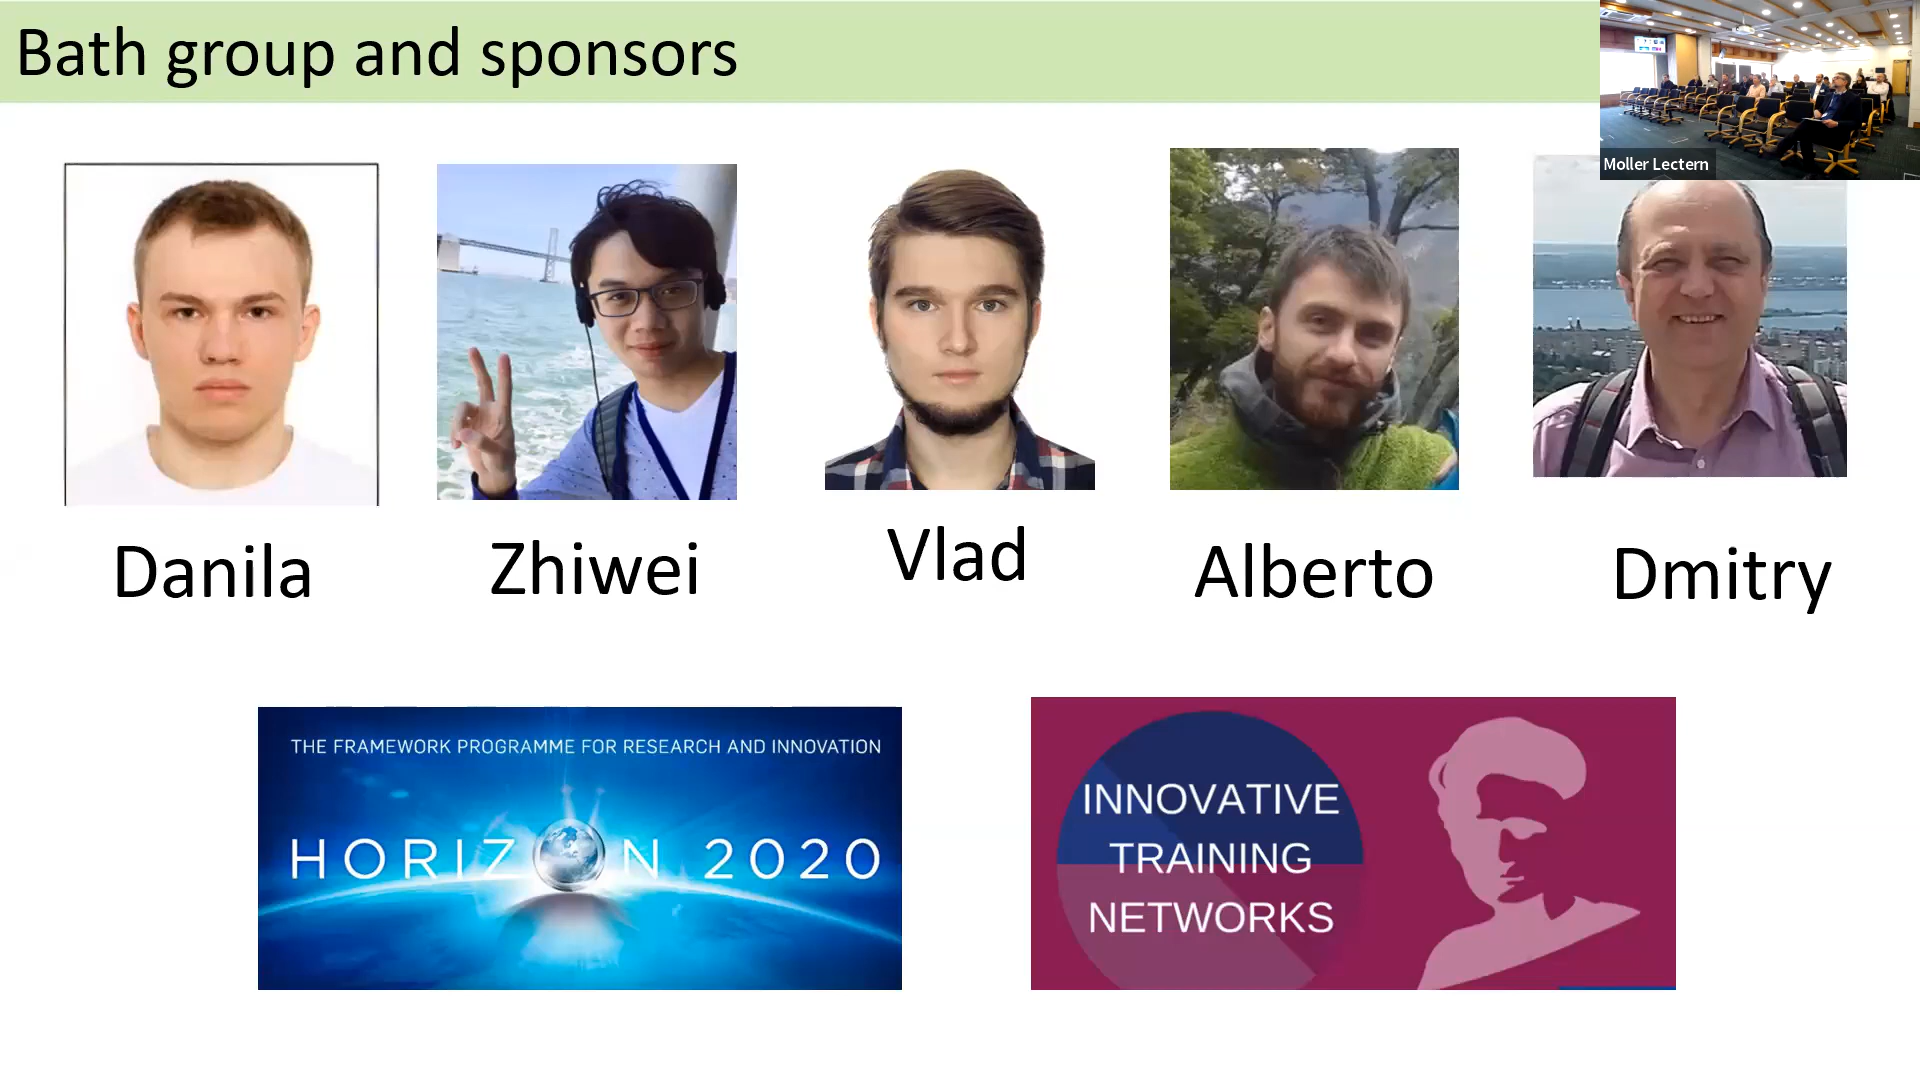 Bath group and sponsors
Moller Lectern
Danila
Zhiwei
Vlad
Alberto
Dmitry
THE FRAMEWORK PROGRAMME FOR RESEARCH AND INNOVATION
HORIZON 2020
INNOVATIVE
TRAINING
NETWORKS